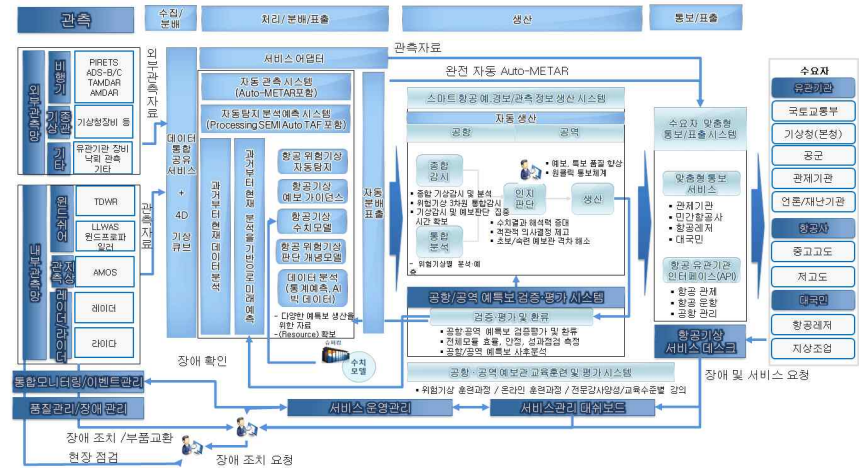 관측
수집/
분배
처리/분배/표출
생산
통보/표출
외부관측망
비행기
PIRETS
ADS-B/C
TAMDAR
AMDAR
기상청장비 등
기타
유관기관 장비
낙뢰 관측
기타
외부관측자료
내부관측망
윈드쉬어
TDWR
LLWAS
윈드프로파
일러
AMOS
레이더/라이다
레이더
라이다
관측자료
데이터
통합
공유
서비스
+
4D
기상
큐브
서비스 어댑터
관측자료
완전 자동 Auto-METAR
자동 관측 시스템
(Auto-METAR포함)
자동탐지 분석예측 시스템
(Processing SEMI Auto TAF 포함)
과거부터 현재 데이터 분석
과거부터 현재 분석을 기반으로 미래 예측
항공 위험기상
자동탐지
항공기상
예보 가이던스
항공기상
수치모델
항공 위험기상
판단 개념모델
데이터 분석
(통계예측,AI
빅 데이터)
- 다양한 예특보 생산을
위한 자료
-(Resource) 확보
슈퍼컴
수치
모델
자동
분배
표출
스마트 항공 예.경보/관측정보 생산 시스템
자동 생산
공항
공역
종합
감시
• 예보, 특보 품질 향상
• 원클릭 통보체계
인지
판단
생산
• 종합 기상감시 및 분석
• 위험기상 3차원 통합감시
• 기상감시 및 예보판단 집중
시간 확보
통합
분석
• 수치결과 해석력 증대
• 객관적 의사결정 제고
• 초보/숙련 예보관 격차 해소
- 위험기상별 분석·예
공항/공역 예특보 검증·평가 시스템
검증·평가 및 환류
• 공항·공역 예특보 검증평가 및 환류
• 전체모듈 효율, 안정, 성과점검 측정
• 공항/공역 예특보 사후분석
공항·공역 예보관 교육훈련 및 평가 시스템
• 위험기상 훈련과정 / 온라인 훈련과정 / 전문강사양성/교육수준별 강의
수요자 맞춤형
통보/표출시스템
맞춤형통보
서비스
• 관제기관
• 민간항공사
• 항공레저
• 대국민
항공 유관기관
인터페이스(API)
• 항공 관제
• 항공 운항
• 공항 관리
항공기상
서비스 데스크
수요자
유관기관
국토교통부
기상청(본청)
공군
관제기관
언론/재난기관
항공사
중고고도
저고도
대국민
항공레저
지상조업
장애 및 서비스 요청
장애 확인
통합모니터링/이벤트관리
품질관리/장애 관리
서비스 운영관리
서비스관리 대쉬보드
장애 조치 /부품교환
현장 점검
장애 조치 요청